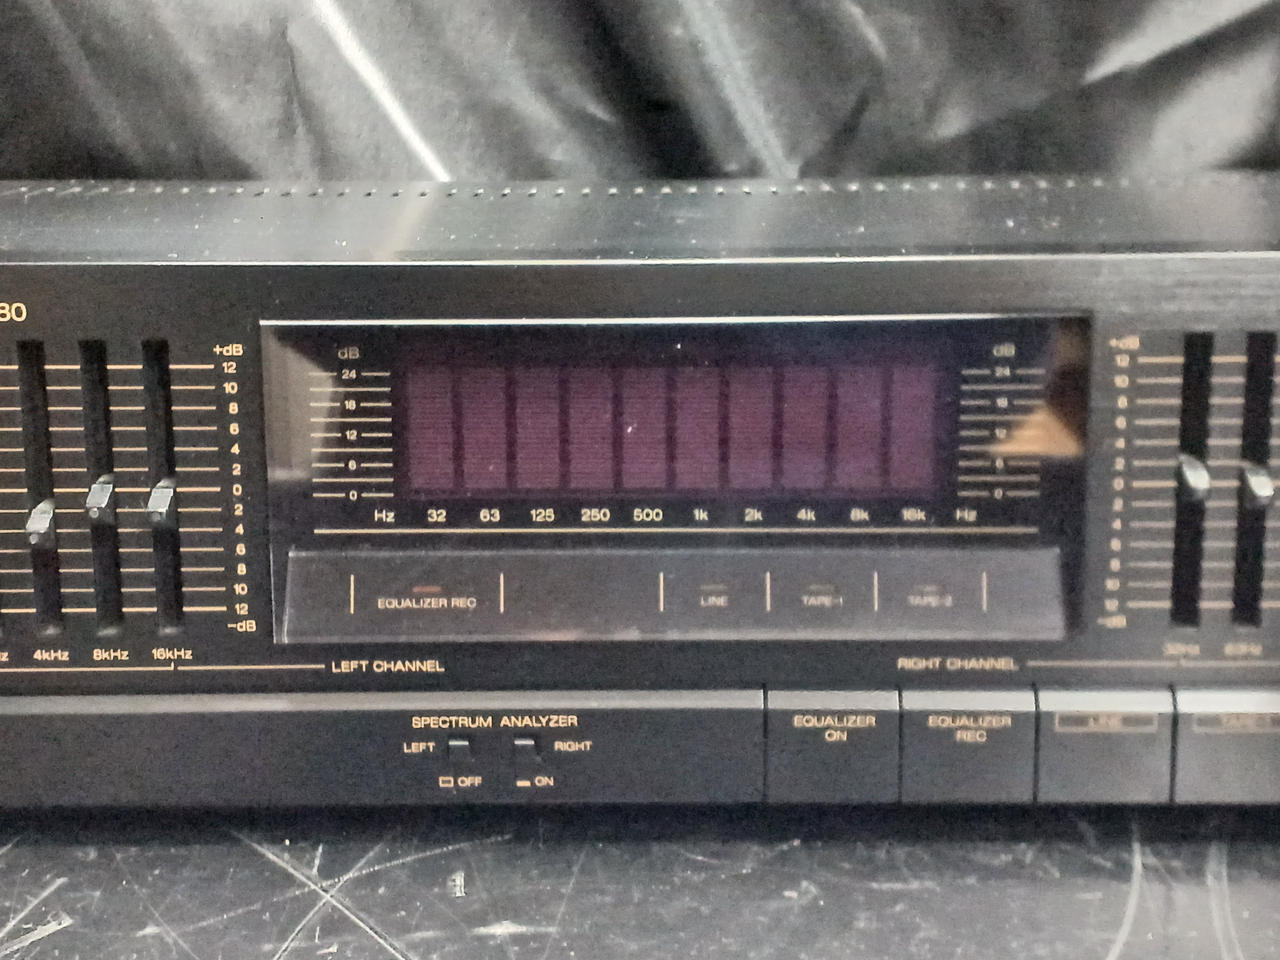 80
+dB
12
10
8
6
4
2
0
2
4
6
8
10
12
-dB
4kHz 8kHz 16kHz
LEFT CHANNEL
dB
24
18
12
6
0
dB
24
18
12
6
0
Hz 32 63 125 250 500 1k 2k 4k 8k 16k Hz
EQUALIZER REC LINE TAPE-1 TAPE-2
RIGHT CHANNEL
+dB
12
10
8
6
4
2
0
2
4
6
8
10
12
-dB
32Hz 63Hz
SPECTRUM ANALYZER
LEFT RIGHT
OFF ON
EQUALIZER
ON
EQUALIZER
REC
LINE